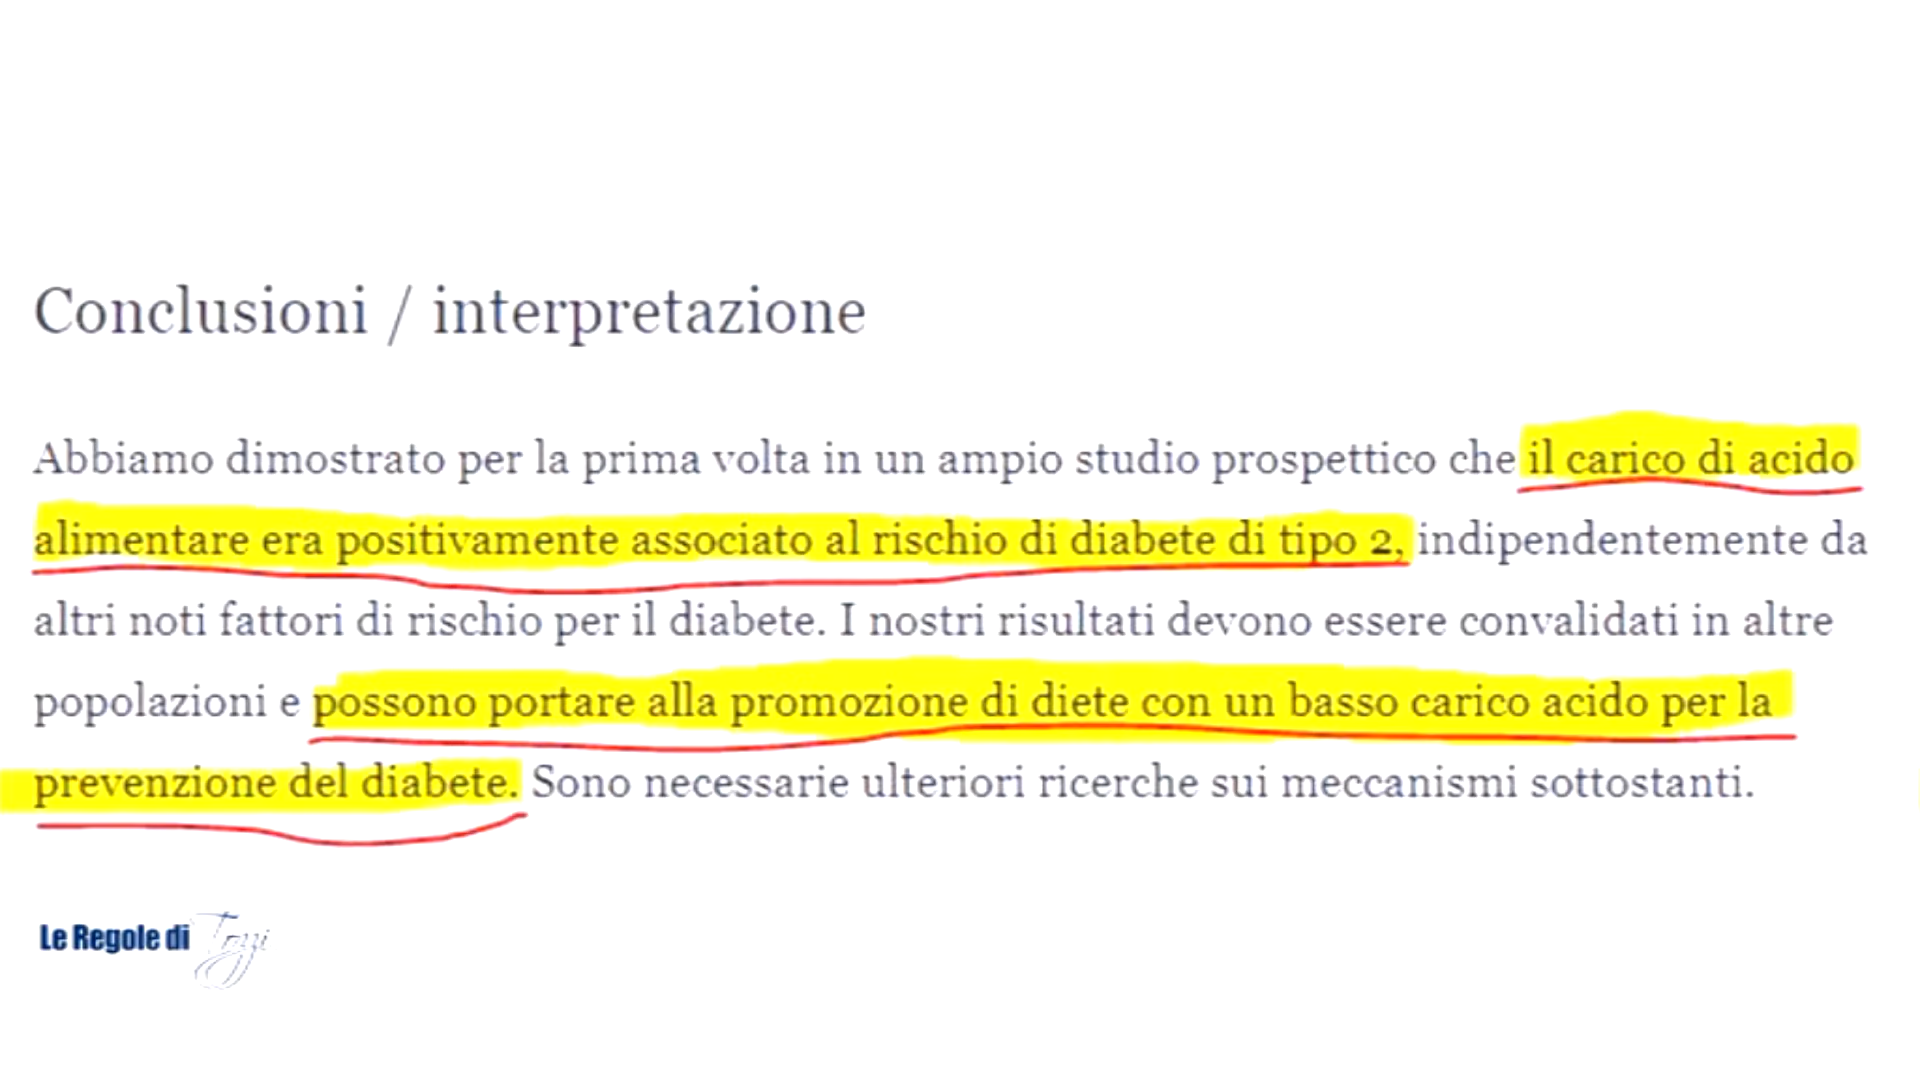 Conclusioni / interpretazione
Abbiamo dimostrato per la prima volta in un ampio studio prospettico che il carico di acido
alimentare era positivamente associato al rischio di diabete di tipo 2, indipendentemente da
altri noti fattori di rischio per il diabete. I nostri risultati devono essere convalidati in altre
popolazioni e possono portare alla promozione di diete con un basso carico acido per la
prevenzione del diabete. Sono necessarie ulteriori ricerche sui meccanismi sottostanti.
Le Regole di Tozzi